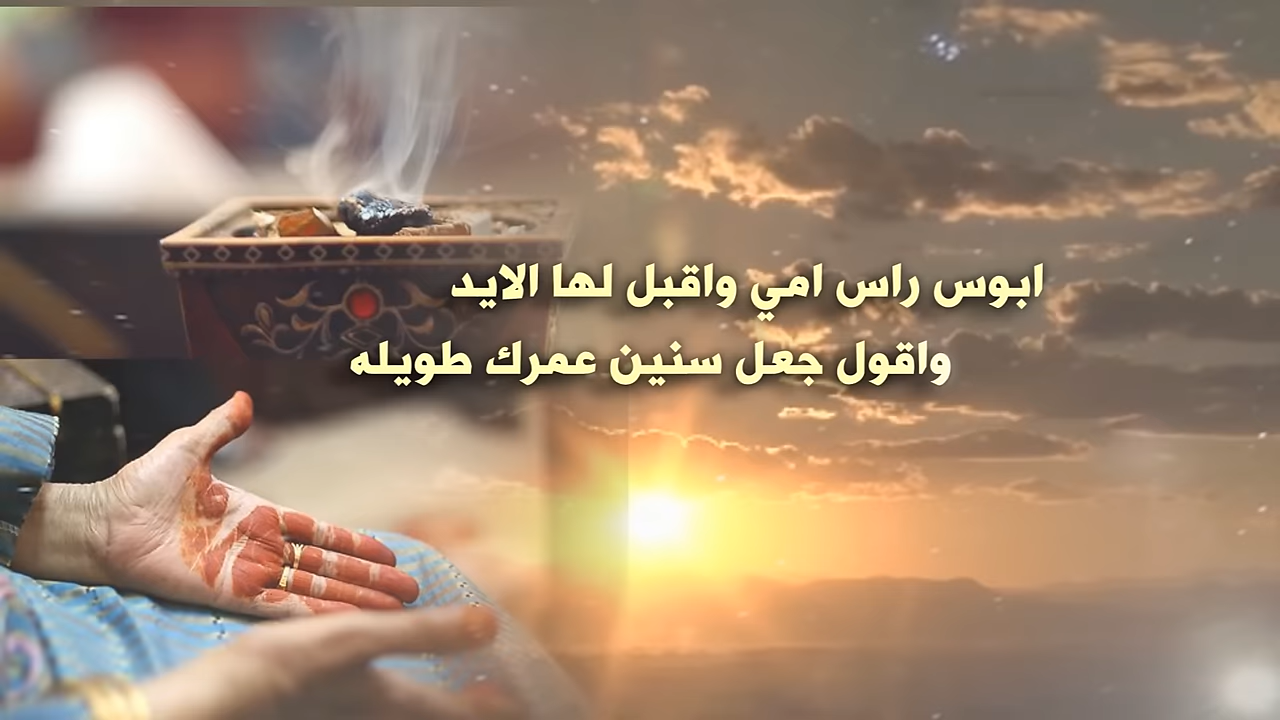 ابوس راس امي واقبل لها الايد
واقول جعل سنين عمرك طويله